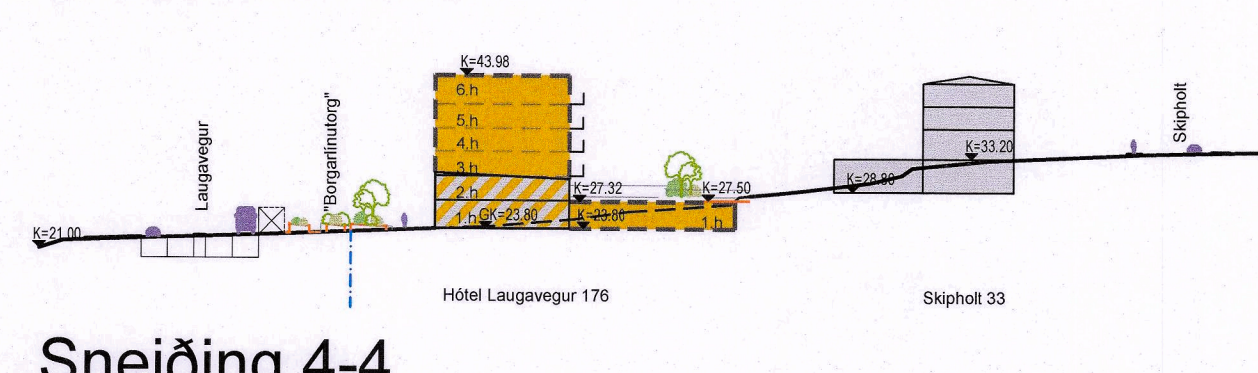 K=43.98
6.h
5.h
4.h
3.h
2.h
1.h
GK=23.80
K=27.32
K=23.80
K=27.50
1.h
K=21.00
Laugavegur
"Borgarlínutorg"
K=28.80
K=33.20
Skipholt
Hótel Laugavegur 176
Skipholt 33
Sneiðing 4-4